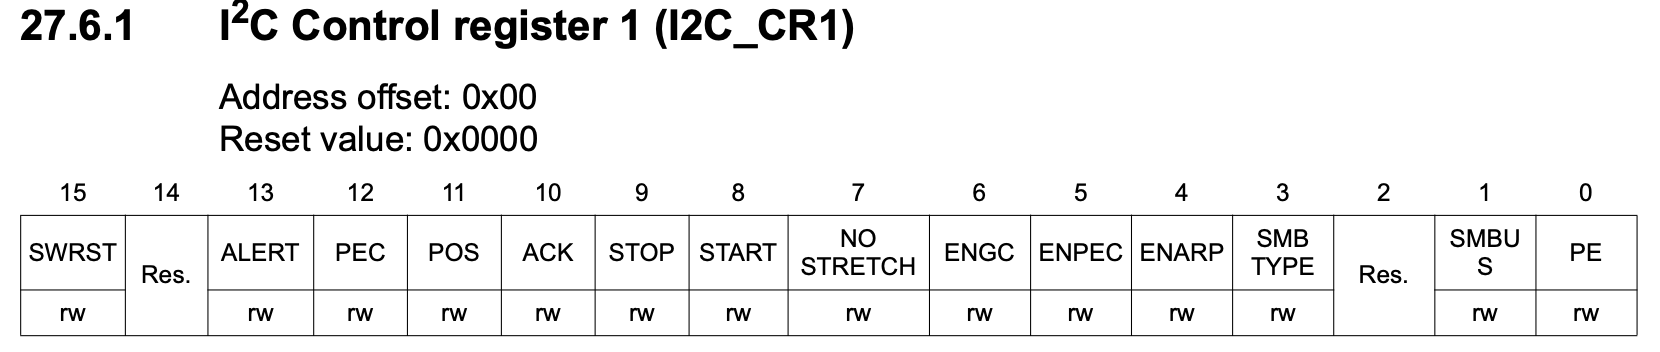 27.6.1 I²C Control register 1 (I2C_CR1)
Address offset: 0x00
Reset value: 0x0000
15 14 13 12 11 10 9 8 7 6 5 4 3 2 1 0
SWRST Res. ALERT PEC POS ACK STOP START NO STRETCH ENGC ENPEC ENARP SMB TYPE Res. SMBU S PE
rw rw rw rw rw rw rw rw rw rw rw rw rw rw